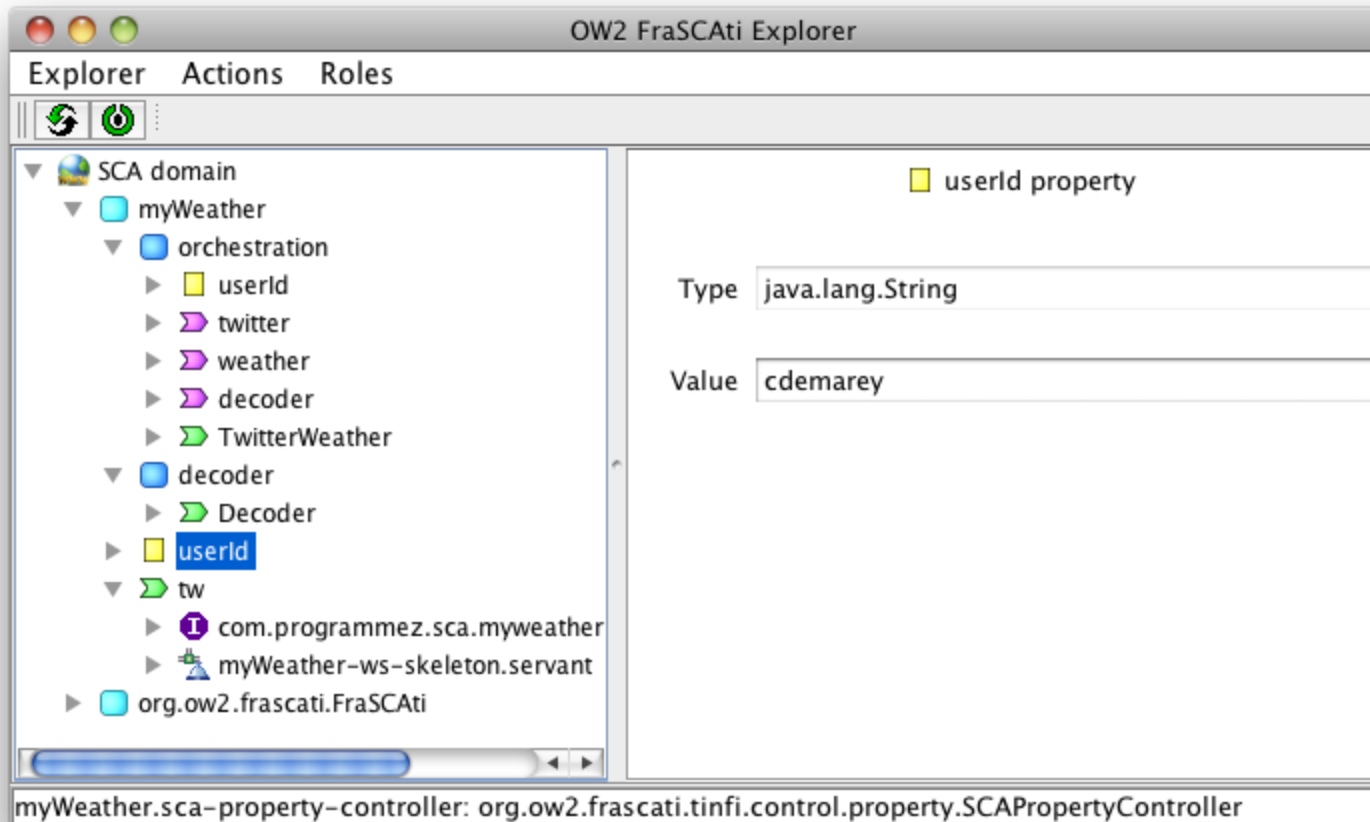 OW2 FraSCAti Explorer
Explorer Actions Roles
SCA domain
myWeather
orchestration
userId
twitter
weather
decoder
TwitterWeather
decoder
Decoder
userId
tw
com.programmez.sca.myweather
myWeather-ws-skeleton.servant
org.ow2.frascati.FraSCAti
userId property
Type java.lang.String
Value cdemarey
myWeather.sca-property-controller: org.ow2.frascati.tinfi.control.property.SCAPropertyController